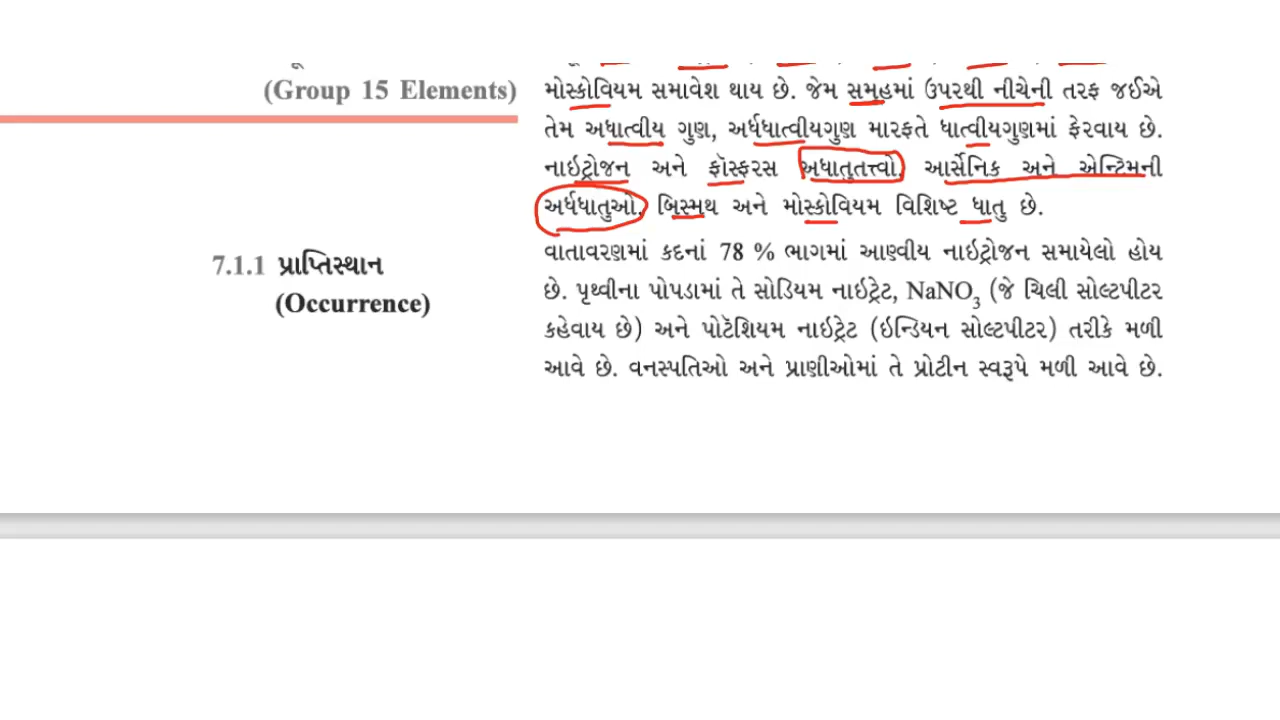 (Group 15 Elements)
મોસ્કોવિયમ સમાવેશ થાય છે. જેમ સમૂહમાં ઉપરથી નીચેની તરફ જઈએ
તેમ અધાત્વીય ગુણ, અર્ધધાત્વીયગુણ મારફતે ધાત્વીયગુણમાં ફેરવાય છે.
નાઇટ્રોજન અને ફૉસ્ફરસ અધાતુતત્ત્વો, આર્સેનિક અને એન્ટિમની
અર્ધધાતુઓ, બિસ્મથ અને મોસ્કોવિયમ વિશિષ્ટ ધાતુ છે.
7.1.1 પ્રાપ્તિસ્થાન
(Occurrence)
વાતાવરણમાં કદનાં 78 % ભાગમાં આણ્વીય નાઇટ્રોજન સમાયેલો હોય
છે. પૃથ્વીના પોપડામાં તે સોડિયમ નાઇટ્રેટ, NaNO₃ (જે ચિલી સોલ્ટપીટર
કહેવાય છે) અને પોટૅશિયમ નાઇટ્રેટ (ઇન્ડિયન સોલ્ટપીટર) તરીકે મળી
આવે છે. વનસ્પતિઓ અને પ્રાણીઓમાં તે પ્રોટીન સ્વરૂપે મળી આવે છે.